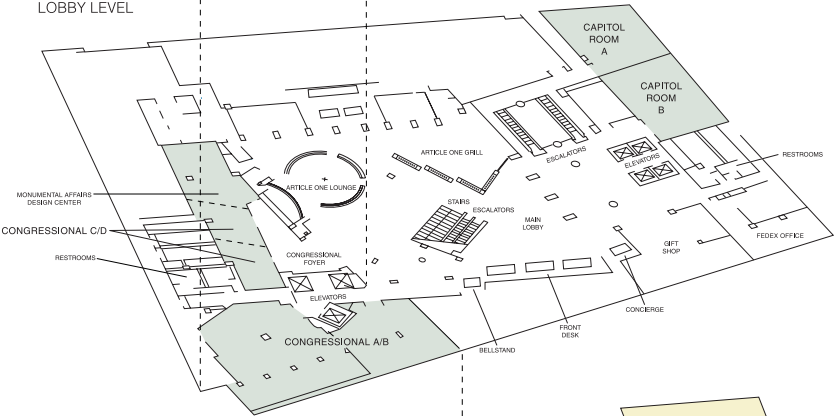 LOBBY LEVEL
CAPITOL
ROOM
A
CAPITOL
ROOM
B
ARTICLE ONE GRILL
ESCALATORS
ELEVATORS
RESTROOMS
ARTICLE ONE LOUNGE
MONUMENTAL AFFAIRS
DESIGN CENTER
STAIRS
ESCALATORS
MAIN
LOBBY
CONGRESSIONAL C/D
FEDEX OFFICE
GIFT
SHOP
RESTROOMS
CONGRESSIONAL
FOYER
ELEVATORS
CONCIERGE
FRONT
DESK
CONGRESSIONAL A/B
BELLSTAND